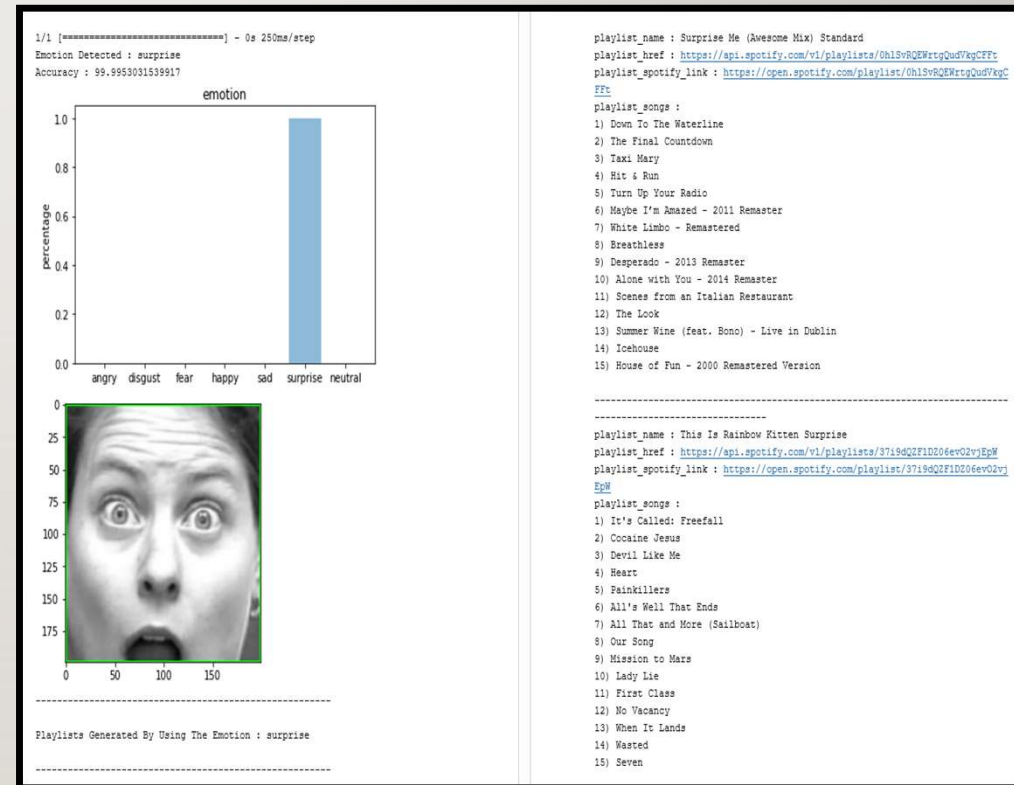 1/1 [==============================] - 0s 250ms/step
Emotion Detected : surprise
Accuracy : 99.9953031539917
emotion
1.0
0.8
0.6
0.4
0.2
0.0
percentage
angry disgust fear happy sad surprise neutral
0
25
50
75
100
125
150
175
0 50 100 150
--------------------------------------------------------
Playlists Generated By Using The Emotion : surprise
--------------------------------------------------------
playlist_name : Surprise Me (Awesome Mix) Standard
playlist_href : https://api.spotify.com/v1/playlists/0hlSvRQEWrtgQudVkgCFFt
playlist_spotify_link : https://open.spotify.com/playlist/0hlSvRQEWrtgQudVkgC
FFt
playlist_songs :
1) Down To The Waterline
2) The Final Countdown
3) Taxi Mary
4) Hit & Run
5) Turn Up Your Radio
6) Maybe I'm Amazed - 2011 Remaster
7) White Limbo - Remastered
8) Breathless
9) Desperado - 2013 Remaster
10) Alone with You - 2014 Remaster
11) Scenes from an Italian Restaurant
12) The Look
13) Summer Wine (feat. Bono) - Live in Dublin
14) Icehouse
15) House of Fun - 2000 Remastered Version
------------------------------------------------------------------------------
--------------------------------
playlist_name : This Is Rainbow Kitten Surprise
playlist_href : https://api.spotify.com/v1/playlists/37i9dQZF1DZ06evO2vjEpW
playlist_spotify_link : https://open.spotify.com/playlist/37i9dQZF1DZ06evO2vj
EpW
playlist_songs :
1) It's Called: Freefall
2) Cocaine Jesus
3) Devil Like Me
4) Heart
5) Painkillers
6) All's Well That Ends
7) All That and More (Sailboat)
8) Our Song
9) Mission to Mars
10) Lady Lie
11) First Class
12) No Vacancy
13) When It Lands
14) Wasted
15) Seven